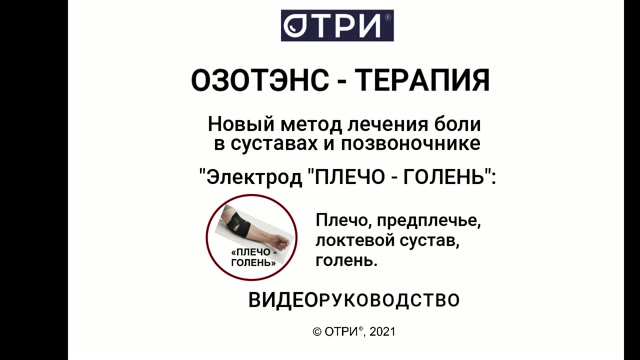 ОТРИ®
ОЗОТЭНС - ТЕРАПИЯ
Новый метод лечения боли
в суставах и позвоночнике
"Электрод "ПЛЕЧО - ГОЛЕНЬ":
«ПЛЕЧО -
ГОЛЕНЬ»
Плечо, предплечье,
локтевой сустав,
голень.
ВИДЕОРУКОВОДСТВО
© ОТРИ®, 2021